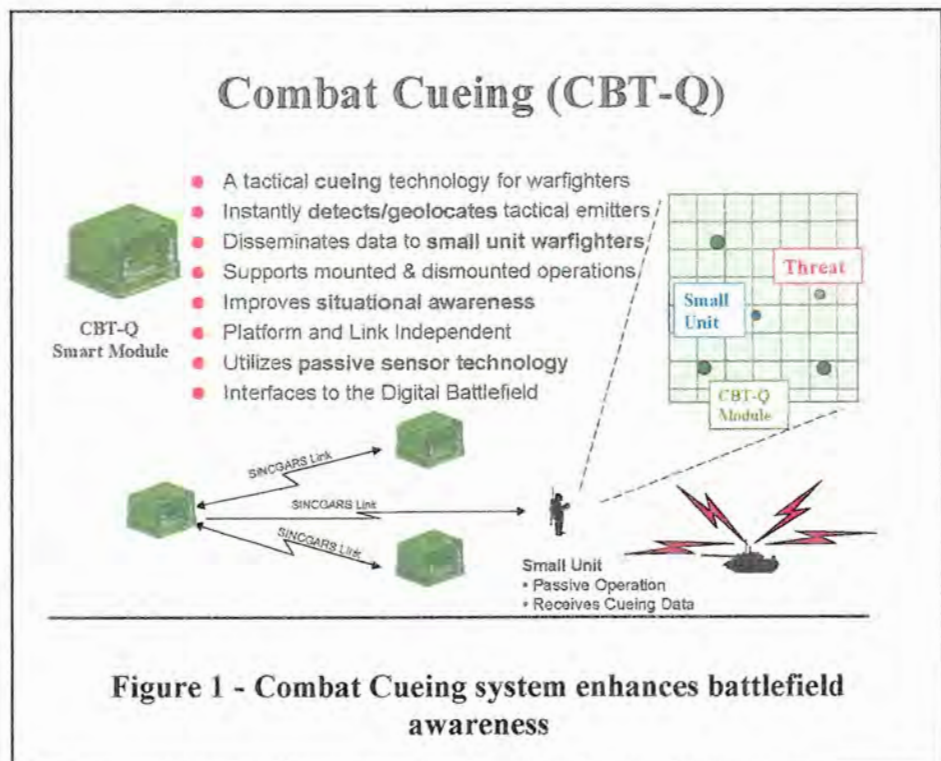 Combat Cueing (CBT-Q)
A tactical cueing technology for warfighters
Instantly detects/geolocates tactical emitters
Disseminates data to small unit warfighters
Supports mounted & dismounted operations
Improves situational awareness
Platform and Link Independent
Utilizes passive sensor technology
Interfaces to the Digital Battlefield
CBT-Q
Smart Module
Threat
Small
Unit
CBT-Q
Module
SINCGARS Link
SINCGARS Link
SINCGARS Link
Small Unit
• Passive Operation
• Receives Cueing Data
Figure 1 - Combat Cueing system enhances battlefield
awareness